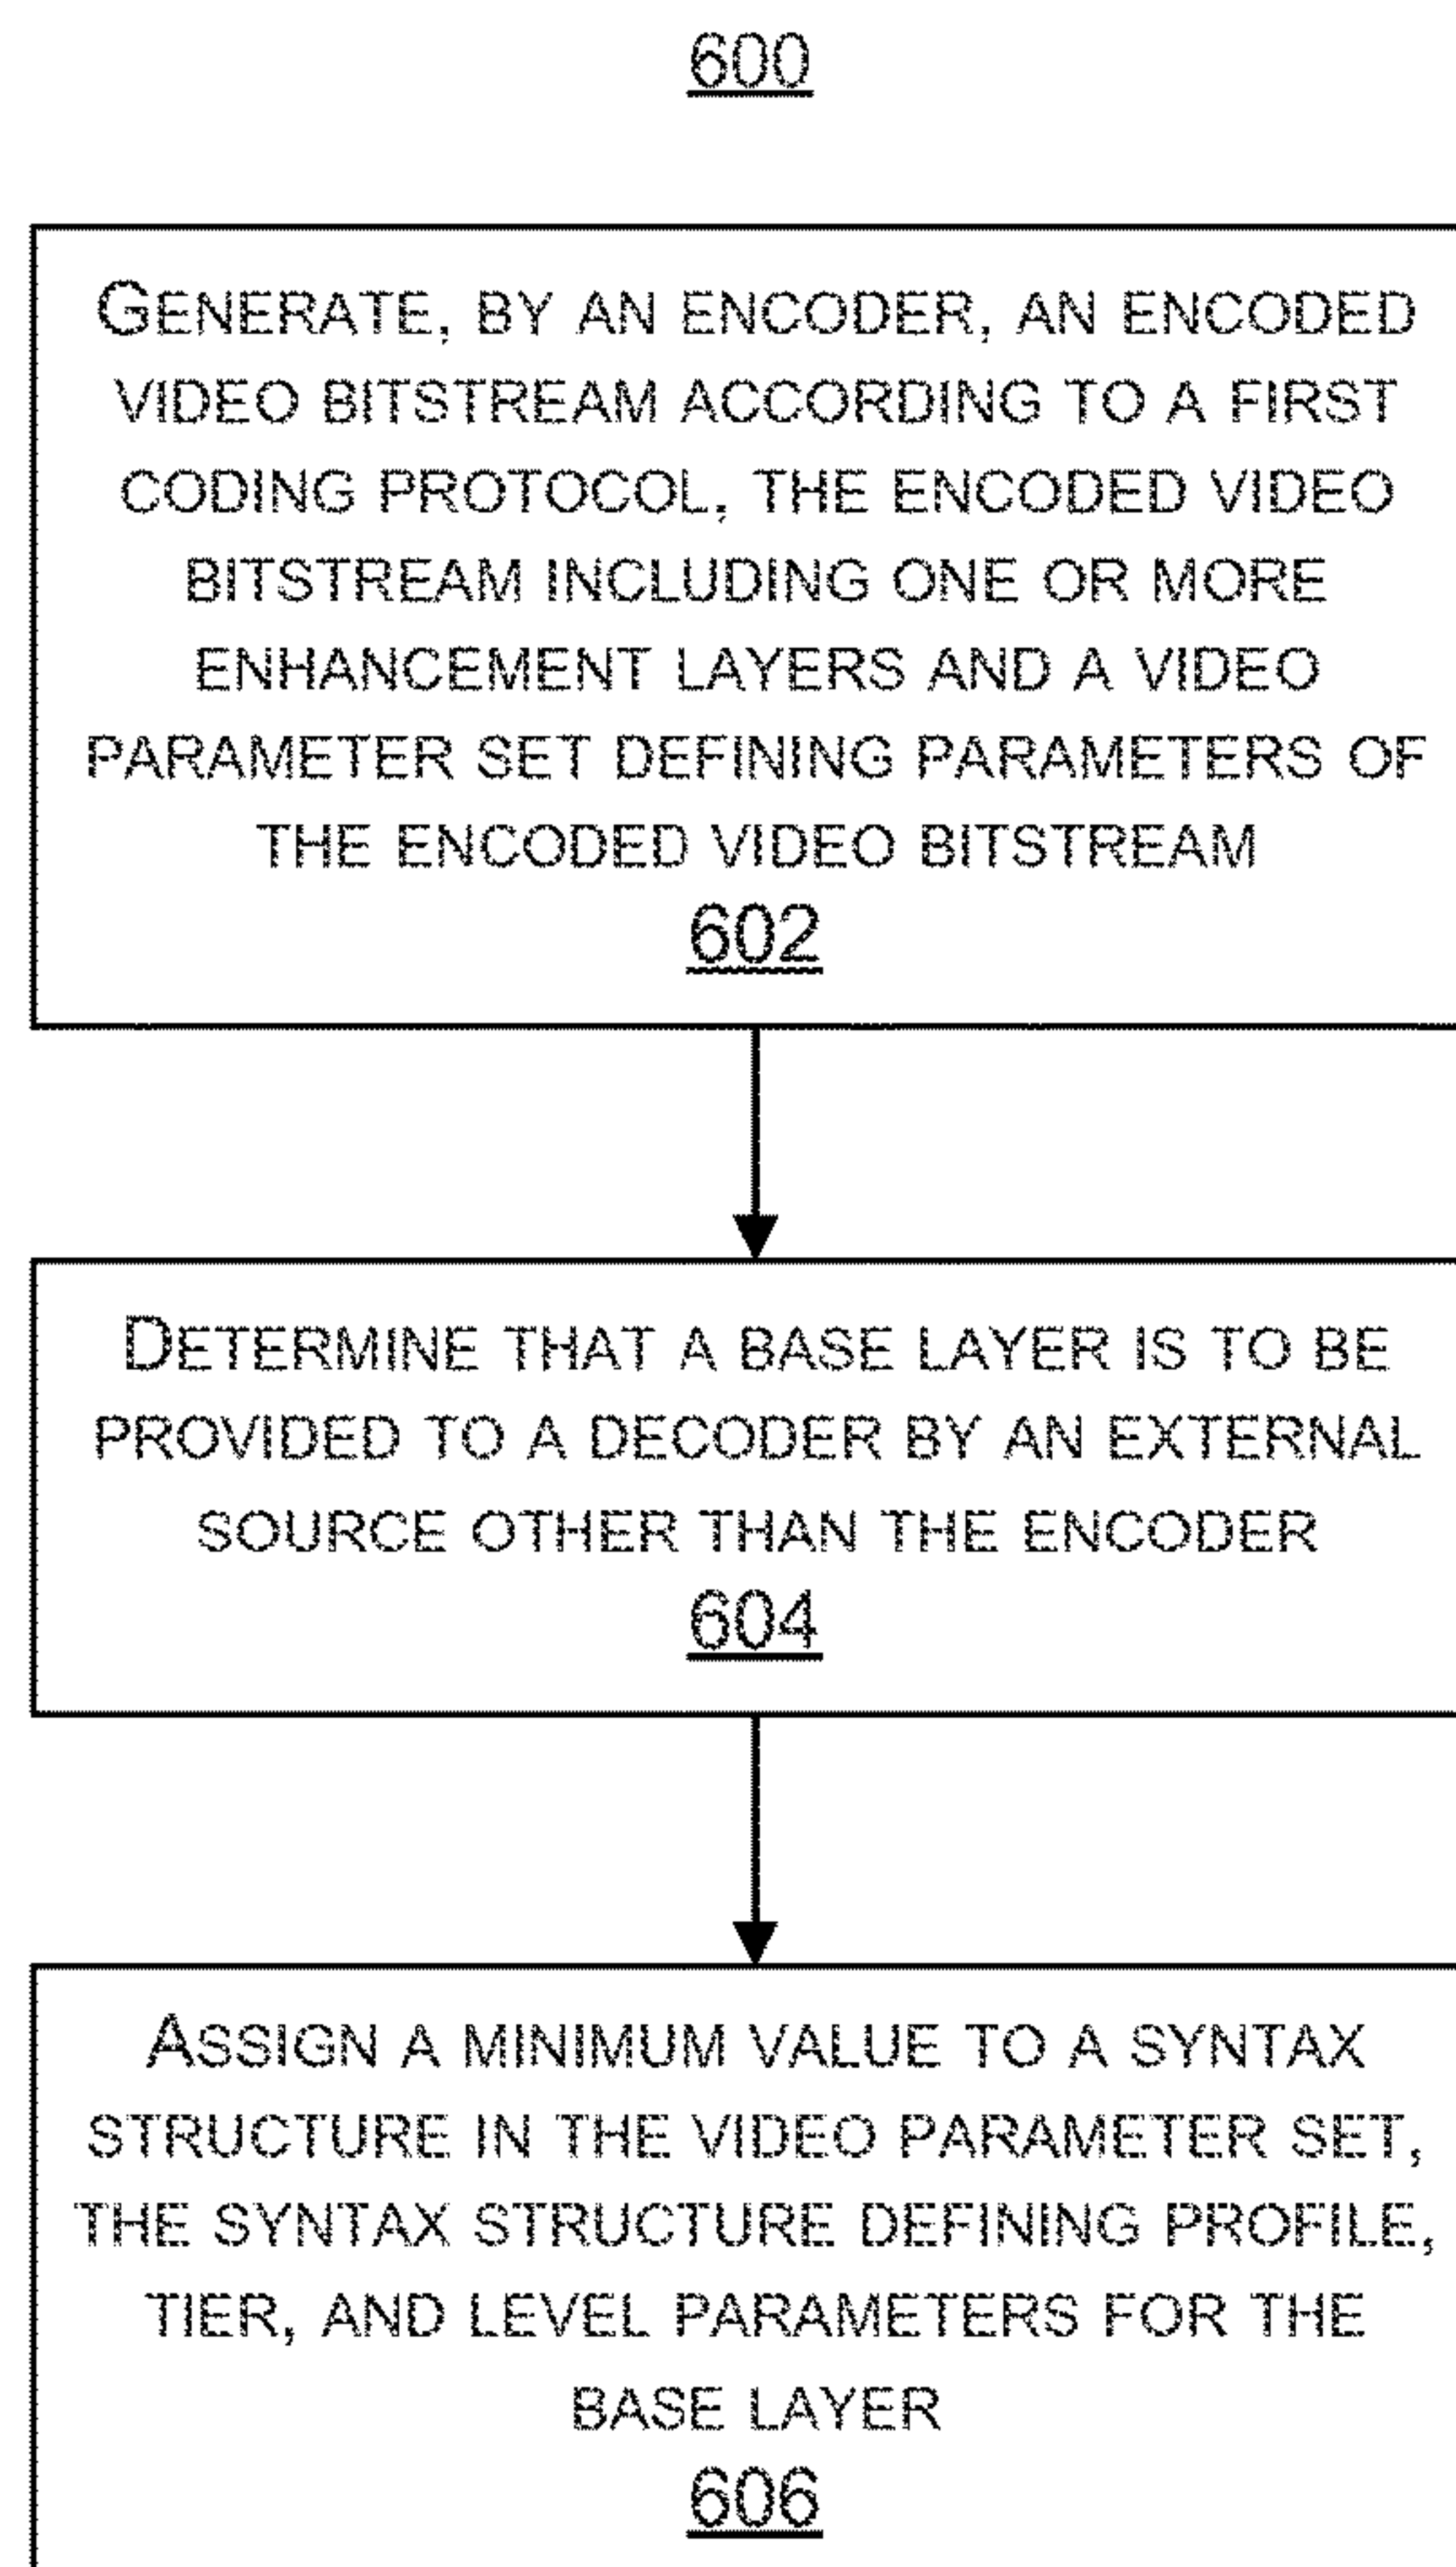 600
GENERATE, BY AN ENCODER, AN ENCODED
VIDEO BITSTREAM ACCORDING TO A FIRST
CODING PROTOCOL, THE ENCODED VIDEO
BITSTREAM INCLUDING ONE OR MORE
ENHANCEMENT LAYERS AND A VIDEO
PARAMETER SET DEFINING PARAMETERS OF
THE ENCODED VIDEO BITSTREAM
602
DETERMINE THAT A BASE LAYER IS TO BE
PROVIDED TO A DECODER BY AN EXTERNAL
SOURCE OTHER THAN THE ENCODER
604
ASSIGN A MINIMUM VALUE TO A SYNTAX
STRUCTURE IN THE VIDEO PARAMETER SET,
THE SYNTAX STRUCTURE DEFINING PROFILE,
TIER, AND LEVEL PARAMETERS FOR THE
BASE LAYER
606